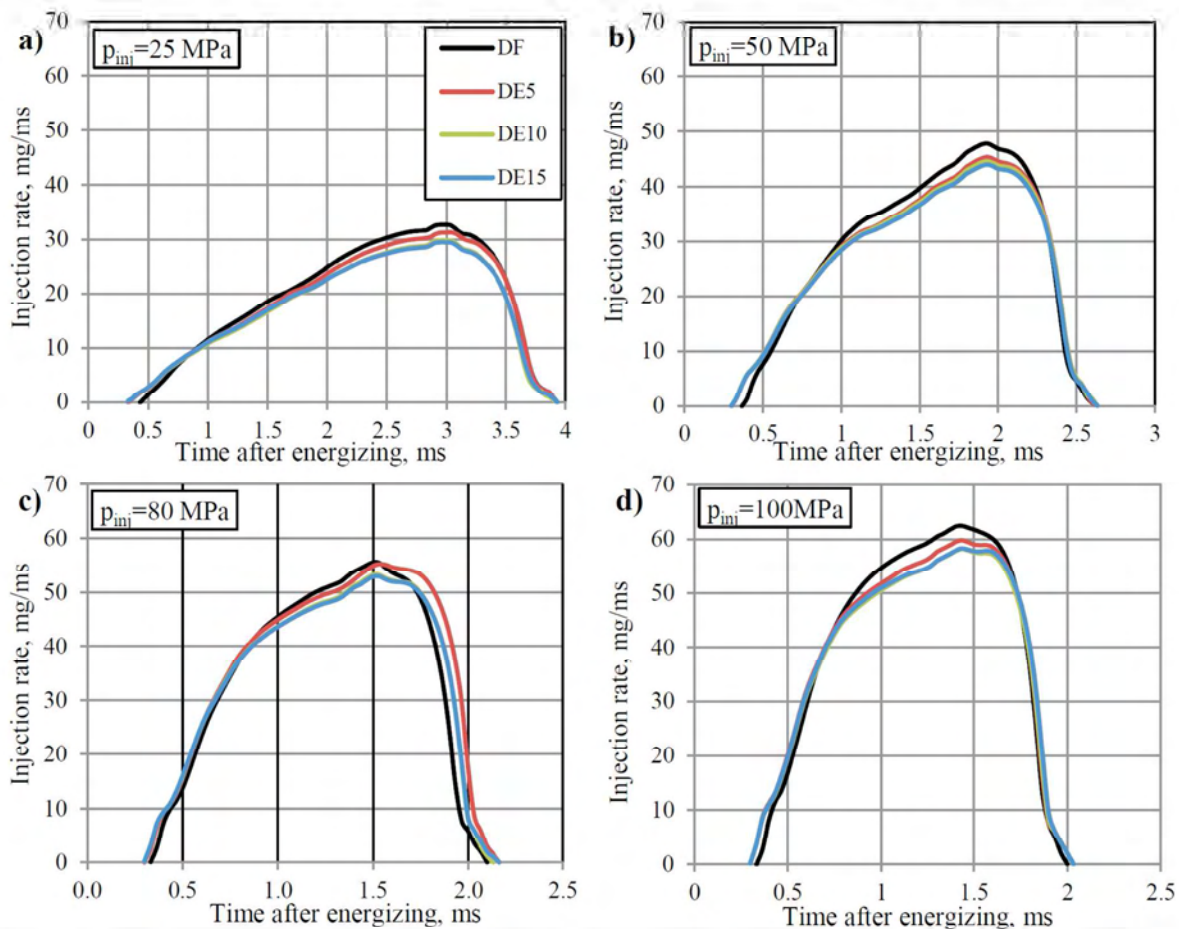 a)
p_inj=25 MPa
DF
DE5
DE10
DE15
Injection rate, mg/ms
70
60
50
40
30
20
10
0
0 0.5 1 1.5 2 2.5 3 3.5 4
Time after energizing, ms
b)
p_inj=50 MPa
Injection rate, mg/ms
70
60
50
40
30
20
10
0
0 0.5 1 1.5 2 2.5 3
Time after energizing, ms
c)
p_inj=80 MPa
Injection rate, mg/ms
70
60
50
40
30
20
10
0
0.0 0.5 1.0 1.5 2.0 2.5
Time after energizing, ms
d)
p_inj=100MPa
Injection rate, mg/ms
70
60
50
40
30
20
10
0
0 0.5 1 1.5 2 2.5
Time after energizing, ms